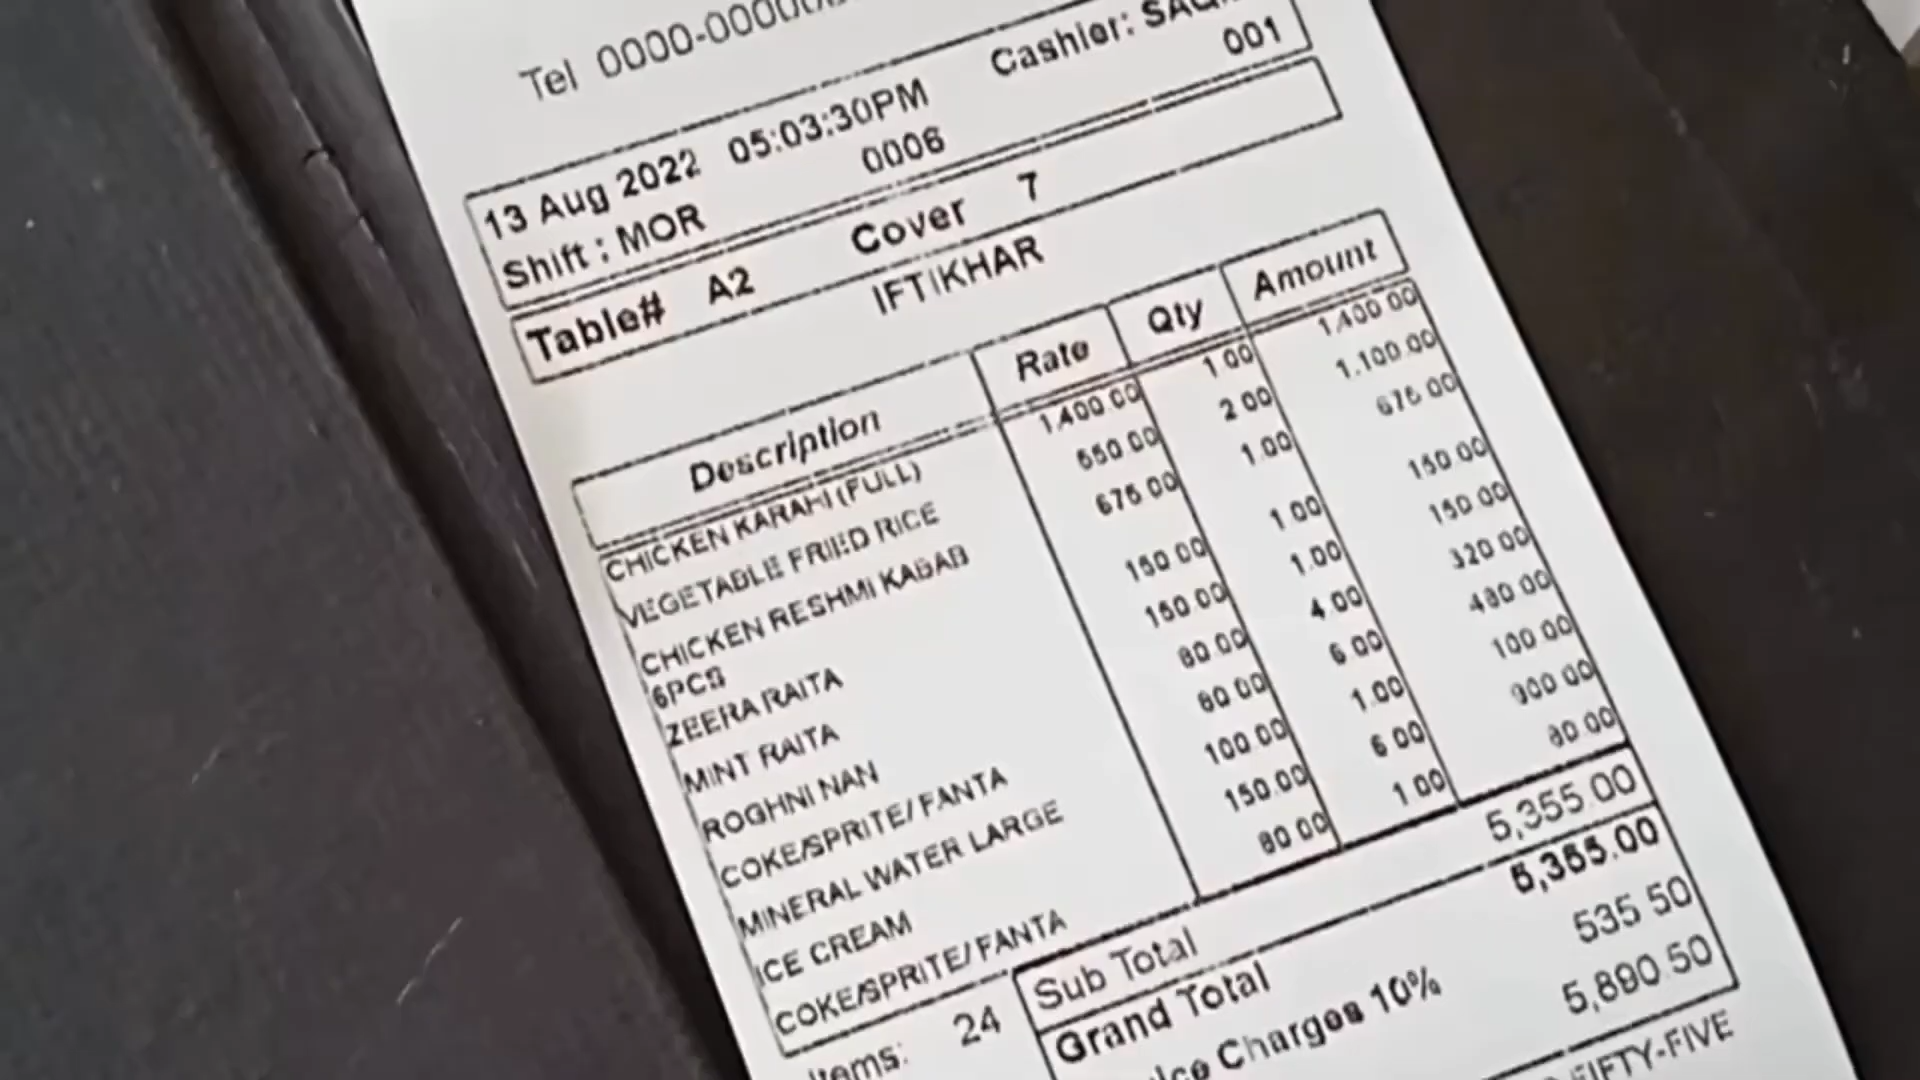 Tel 0000-000000
Cashier:
13 Aug 2022 05:03:30PM 001
Shift : MOR 0006
Table# A2 Cover 7
IFTIKHAR
Description Rate Qty Amount
CHICKEN KARAHI (FULL) 1,400.00 1.00 1,400.00
VEGETABLE FRIED RICE 550.00 2.00 1,100.00
CHICKEN RESHMI KABAB 675.00 1.00 675.00
6PCS
ZEERA RAITA 150.00 1.00 150.00
MINT RAITA 150.00 1.00 150.00
ROGHNI NAN 80.00 4.00 320.00
COKE/SPRITE/FANTA 80.00 6.00 480.00
MINERAL WATER LARGE 100.00 1.00 100.00
ICE CREAM 150.00 6.00 900.00
COKE/SPRITE/FANTA 80.00 1.00 80.00
5,355.00
Items: 24 Sub Total 5,355.00
Grand Total 535.50
Charges 10% 5,890.50
FIFTY-FIVE